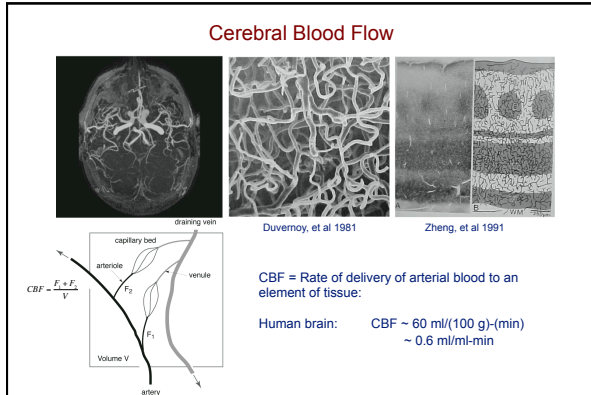 Cerebral Blood Flow
A
B
WM
Duvernoy, et al 1981
Zheng, et al 1991
draining vein
capillary bed
arteriole
venule
F2
CBF = F1 + F2 / V
F1
Volume V
artery
CBF = Rate of delivery of arterial blood to an
element of tissue:
Human brain: CBF ~ 60 ml/(100 g)-(min)
~ 0.6 ml/ml-min